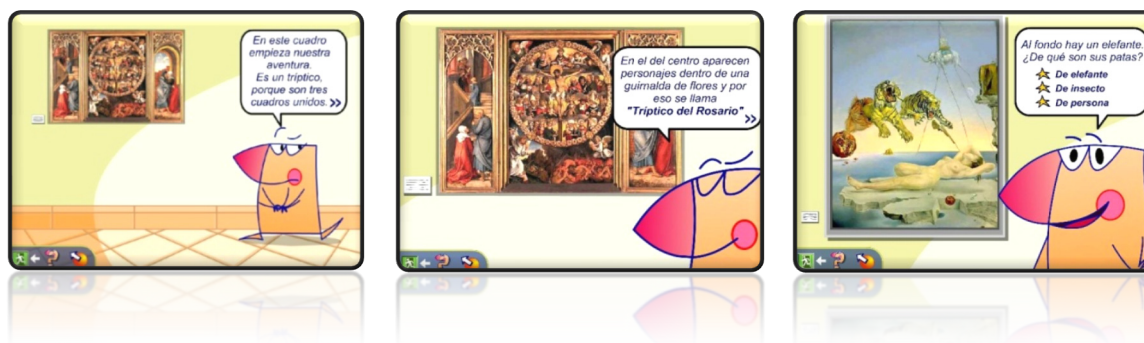 En este cuadro
empieza nuestra
aventura.
Es un tríptico,
porque son tres
cuadros unidos. »
En el del centro aparecen
personajes dentro de una
guirnalda de flores y por
eso se llama
"Tríptico del Rosario" »
Al fondo hay un elefante.
¿De qué son sus patas?
De elefante
De insecto
De persona